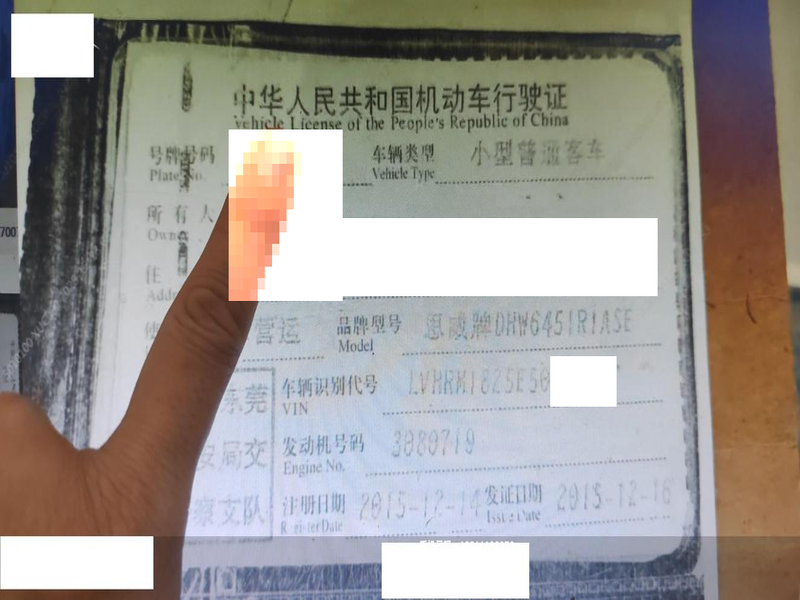 中华人民共和国机动车行驶证
Vehicle License of the People's Republic of China
号牌号码 车辆类型 小型普通客车
Plate No. Vehicle Type
所有人
住
营运 品牌型号 思威牌DHW6451R1ASE
Model
车辆识别代号 LVHRM1825E50
VIN
东莞
发动机号码 3080719
Engine No.
安局交
注册日期 2015-12-14 发证日期 2015-12-16
Register Date Issue Date
察支队